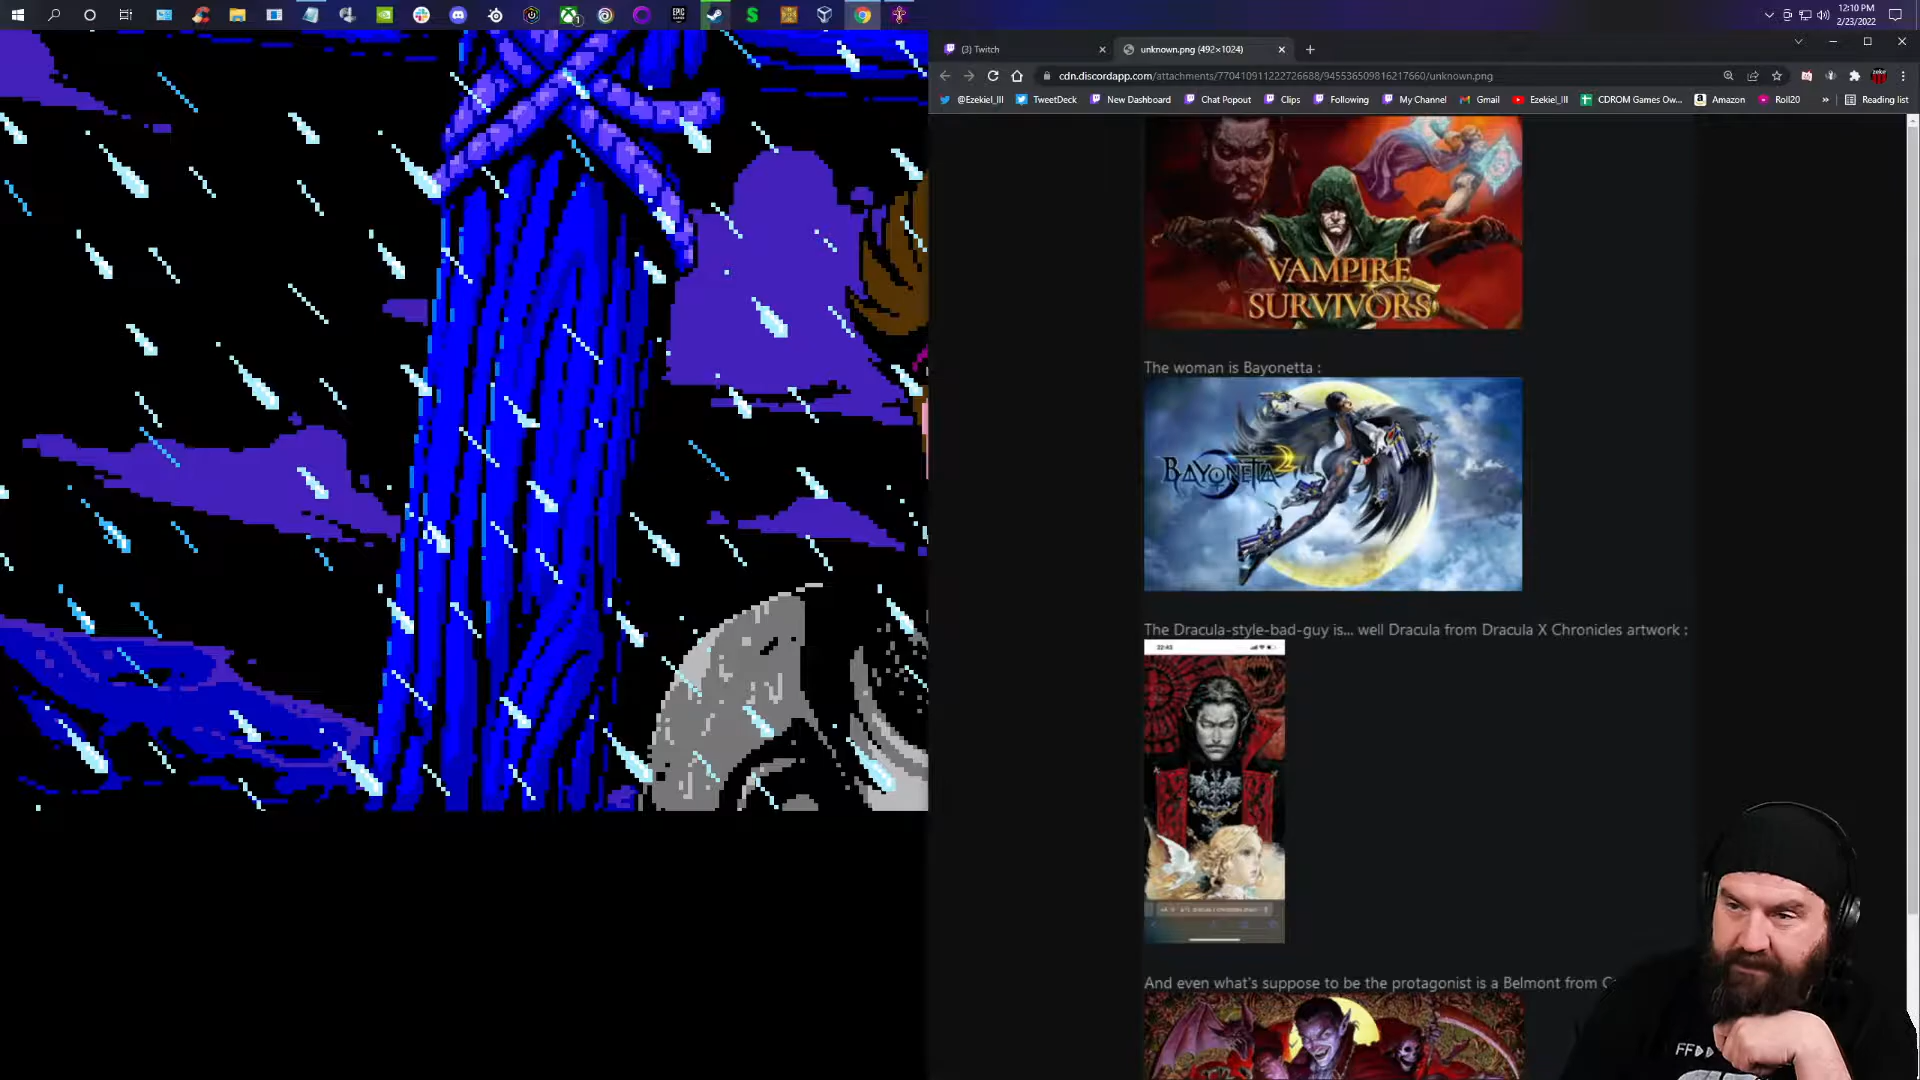 12:10 PM
2/23/2022
(3) Twitch
unknown.png (492×1024)
cdn.discordapp.com/attachments/770410911222726688/945536509816217660/unknown.png
@Ezekiel_III
TweetDeck
New Dashboard
Chat Popout
Clips
Following
My Channel
Gmail
Ezekiel_III
CDROM Games Ow...
Amazon
Roll20
»
Reading list
VAMPIRE
SURVIVORS
The woman is Bayonetta :
BAYONETTA 2
The Dracula-style-bad-guy is... well Dracula from Dracula X Chronicles artwork :
And even what's suppose to be the protagonist is a Belmont from